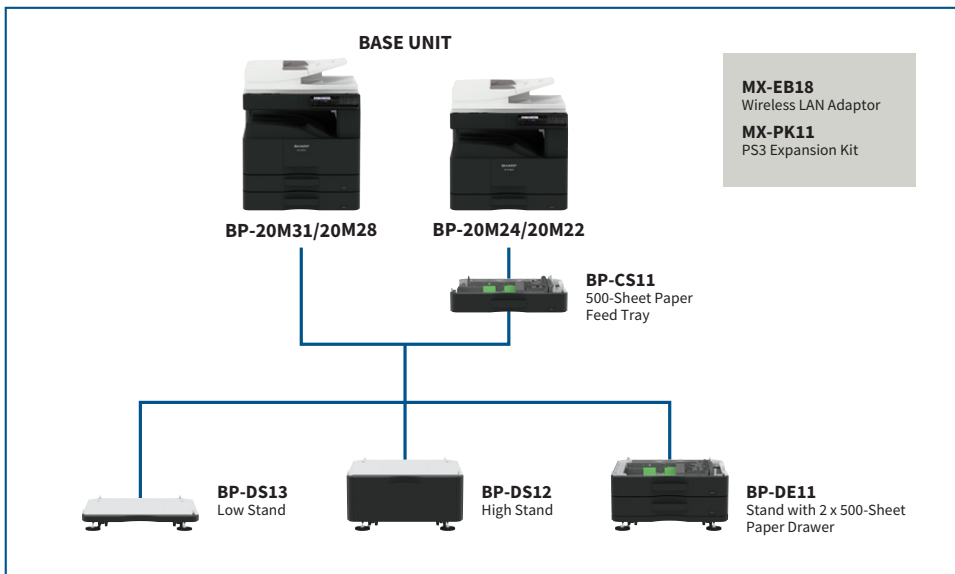 BASE UNIT
MX-EB18
Wireless LAN Adaptor
MX-PK11
PS3 Expansion Kit
SHARP
SHARP
BP-20M31/20M28
BP-20M24/20M22
BP-CS11
500-Sheet Paper
Feed Tray
BP-DS13
Low Stand
BP-DS12
High Stand
BP-DE11
Stand with 2 x 500-Sheet
Paper Drawer